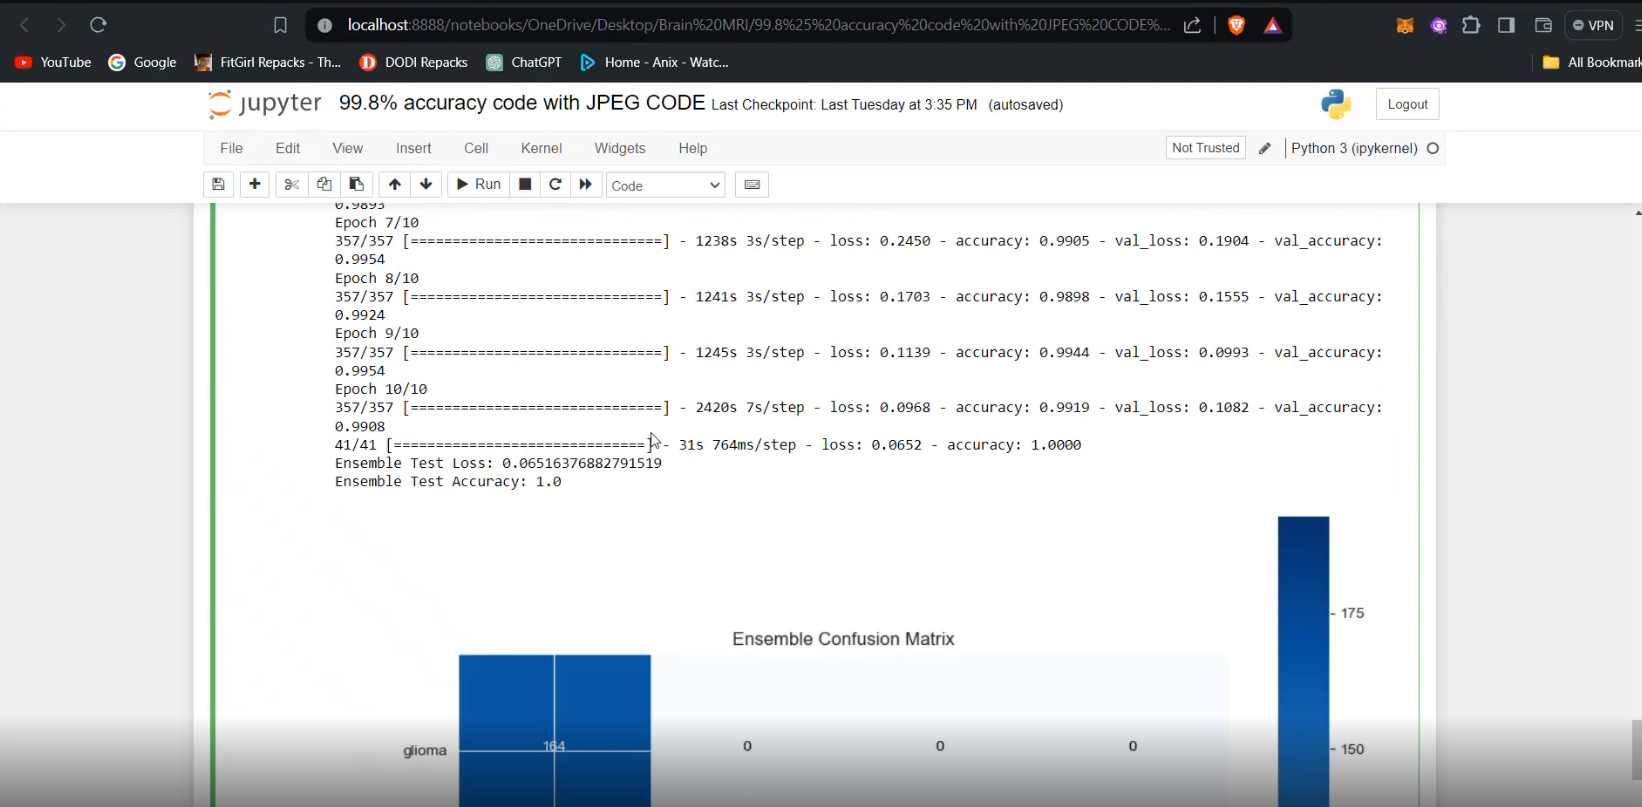 localhost:8888/notebooks/OneDrive/Desktop/Brain%20MRI/99.8%25%20accuracy%20code%20with%20JPEG%20CODE%...
VPN
YouTube Google FitGirl Repacks - Th... DODI Repacks ChatGPT Home - Anix - Watc... All Bookmark
jupyter 99.8% accuracy code with JPEG CODE Last Checkpoint: Last Tuesday at 3:35 PM (autosaved) Logout
File Edit View Insert Cell Kernel Widgets Help Not Trusted Python 3 (ipykernel)
Run Code
0.9893
Epoch 7/10
357/357 [==============================] - 1238s 3s/step - loss: 0.2450 - accuracy: 0.9905 - val_loss: 0.1904 - val_accuracy:
0.9954
Epoch 8/10
357/357 [==============================] - 1241s 3s/step - loss: 0.1703 - accuracy: 0.9898 - val_loss: 0.1555 - val_accuracy:
0.9924
Epoch 9/10
357/357 [==============================] - 1245s 3s/step - loss: 0.1139 - accuracy: 0.9944 - val_loss: 0.0993 - val_accuracy:
0.9954
Epoch 10/10
357/357 [==============================] - 2420s 7s/step - loss: 0.0968 - accuracy: 0.9919 - val_loss: 0.1082 - val_accuracy:
0.9908
41/41 [==============================] - 31s 764ms/step - loss: 0.0652 - accuracy: 1.0000
Ensemble Test Loss: 0.06516376882791519
Ensemble Test Accuracy: 1.0
175
Ensemble Confusion Matrix
glioma 164 0 0 0 150